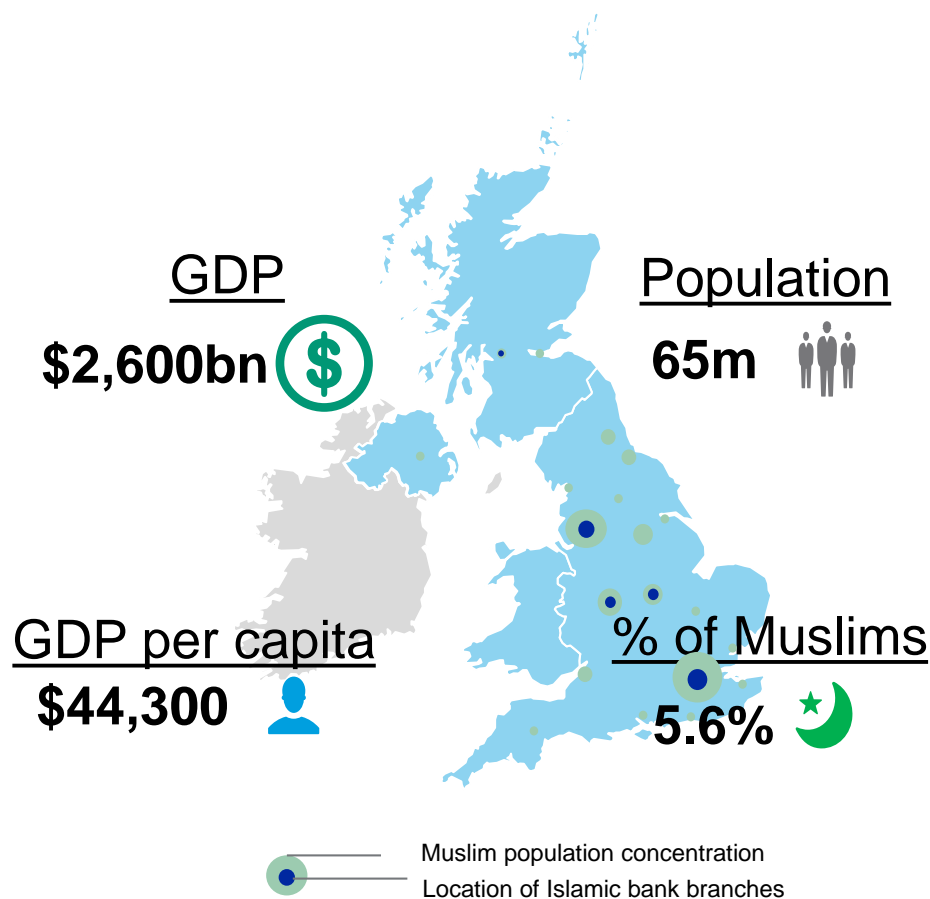 GDP
$2,600bn
$
Population
65m
GDP per capita
$44,300
% of Muslims
5.6%
Muslim population concentration
Location of Islamic bank branches